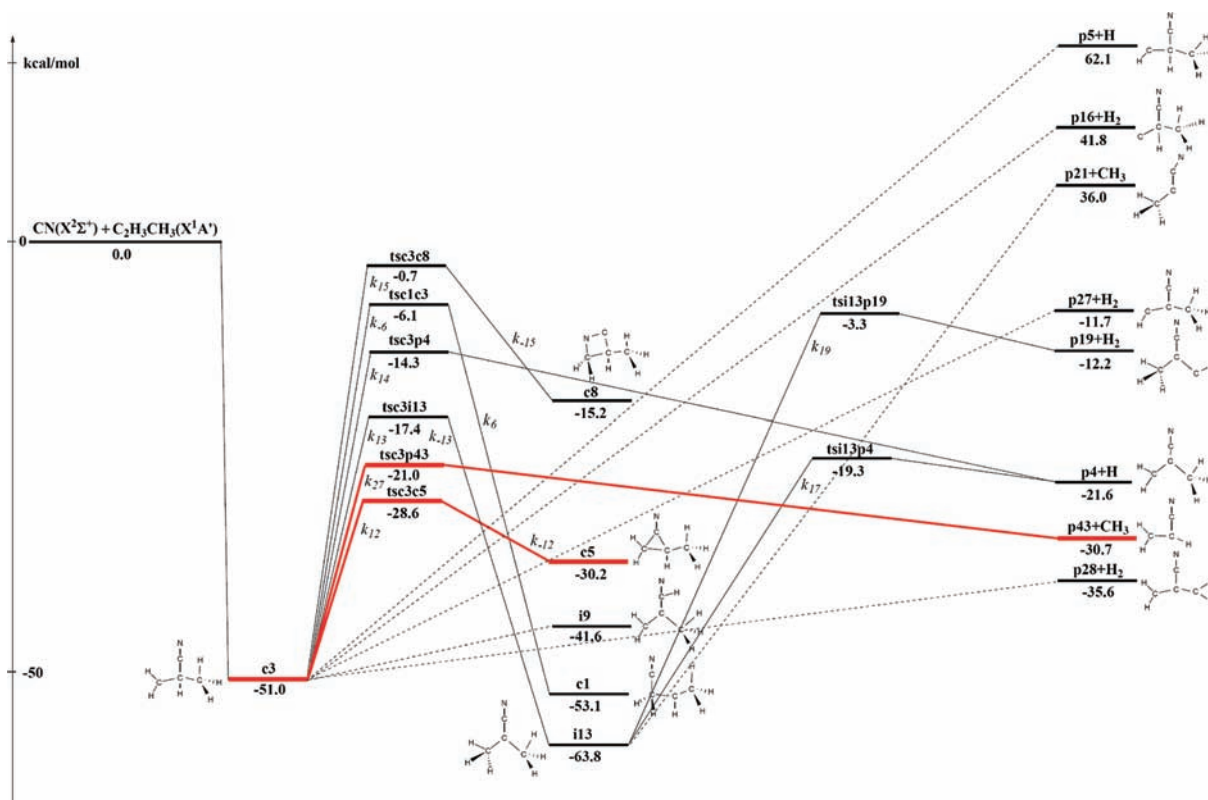 kcal/mol
0
-50
CN(X²Σ⁺) + C₂H₃CH₃(X¹A')
0.0
c3
-51.0
tsc3c8
-0.7
k₁₅
tsc1c3
-6.1
k₋₆
tsc3p4
-14.3
k₁₄
tsc3i13
-17.4
k₁₃
k₋₁₃
tsc3p43
-21.0
k₂₇
tsc3c5
-28.6
k₁₂
k₋₁₅
k₆
k₋₁₂
c8
-15.2
c5
-30.2
i9
-41.6
c1
-53.1
i13
-63.8
tsi13p19
-3.3
k₁₉
tsi13p4
-19.3
k₁₇
p5+H
62.1
p16+H₂
41.8
p21+CH₃
36.0
p27+H₂
-11.7
p19+H₂
-12.2
p4+H
-21.6
p43+CH₃
-30.7
p28+H₂
-35.6